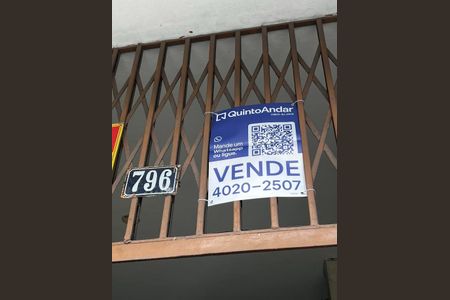 QuintoAndar
Mande um
Whatsapp
ou ligue.
VENDE
4020-2507
796